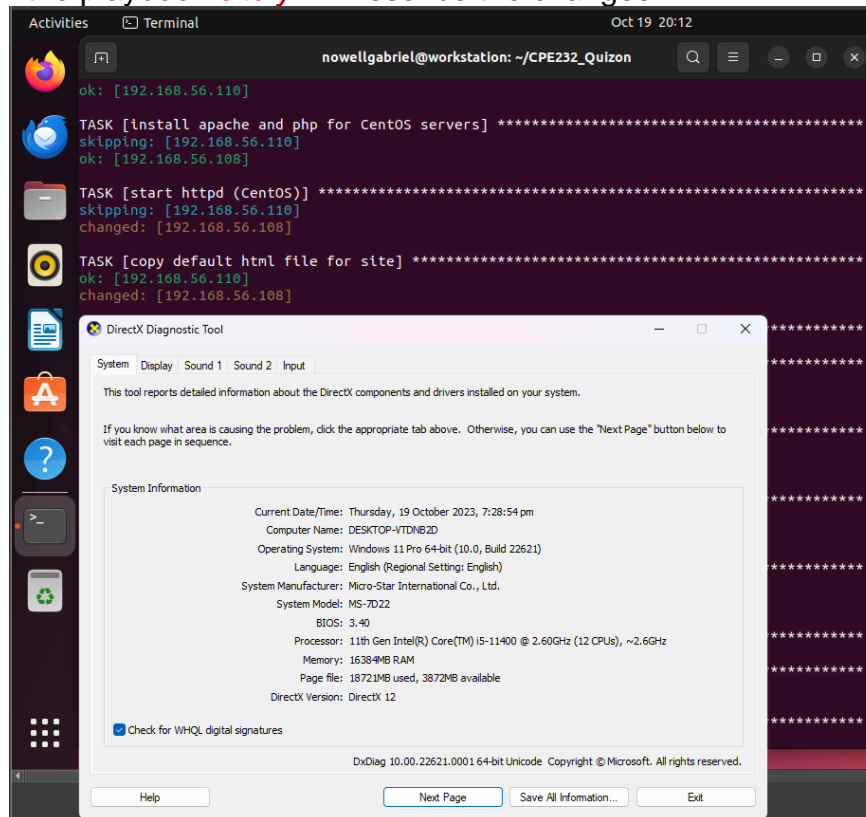 Activities
Terminal
Oct 19 20:12
nowellgabriel@workstation: ~/CPE232_Quizon
ok: [192.168.56.110]
TASK [install apache and php for CentOS servers] ******************************************
skipping: [192.168.56.110]
ok: [192.168.56.108]
TASK [start httpd (CentOS)] ***************************************************************
skipping: [192.168.56.110]
changed: [192.168.56.108]
TASK [copy default html file for site] ****************************************************
ok: [192.168.56.110]
changed: [192.168.56.108]
DirectX Diagnostic Tool
System Display Sound 1 Sound 2 Input
This tool reports detailed information about the DirectX components and drivers installed on your system.
If you know what area is causing the problem, click the appropriate tab above. Otherwise, you can use the "Next Page" button below to
visit each page in sequence.
System Information
Current Date/Time: Thursday, 19 October 2023, 7:28:54 pm
Computer Name: DESKTOP-VTDNB2D
Operating System: Windows 11 Pro 64-bit (10.0, Build 22621)
Language: English (Regional Setting: English)
System Manufacturer: Micro-Star International Co., Ltd.
System Model: MS-7D22
BIOS: 3.40
Processor: 11th Gen Intel(R) Core(TM) i5-11400 @ 2.60GHz (12 CPUs), ~2.6GHz
Memory: 16384MB RAM
Page file: 18721MB used, 3872MB available
DirectX Version: DirectX 12
Check for WHQL digital signatures
DxDiag 10.00.22621.0001 64-bit Unicode Copyright © Microsoft. All rights reserved.
Help
Next Page
Save All Information...
Exit